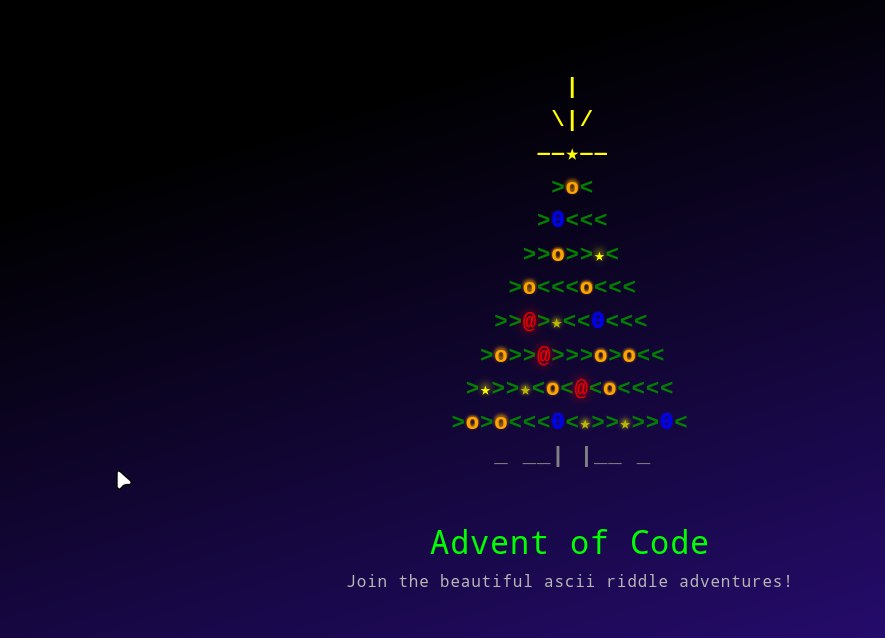 |
\|/
--★--
>o<
>0<<<
>>o>>★<
>o<<<o<<<
>>@>★<<0<<<
>o>>@>>>o>o<<
>★>>★<o<@<o<<<<
>o>o<<<0<★>>★>>0<
_ __| |__ _
Advent of Code
Join the beautiful ascii riddle adventures!